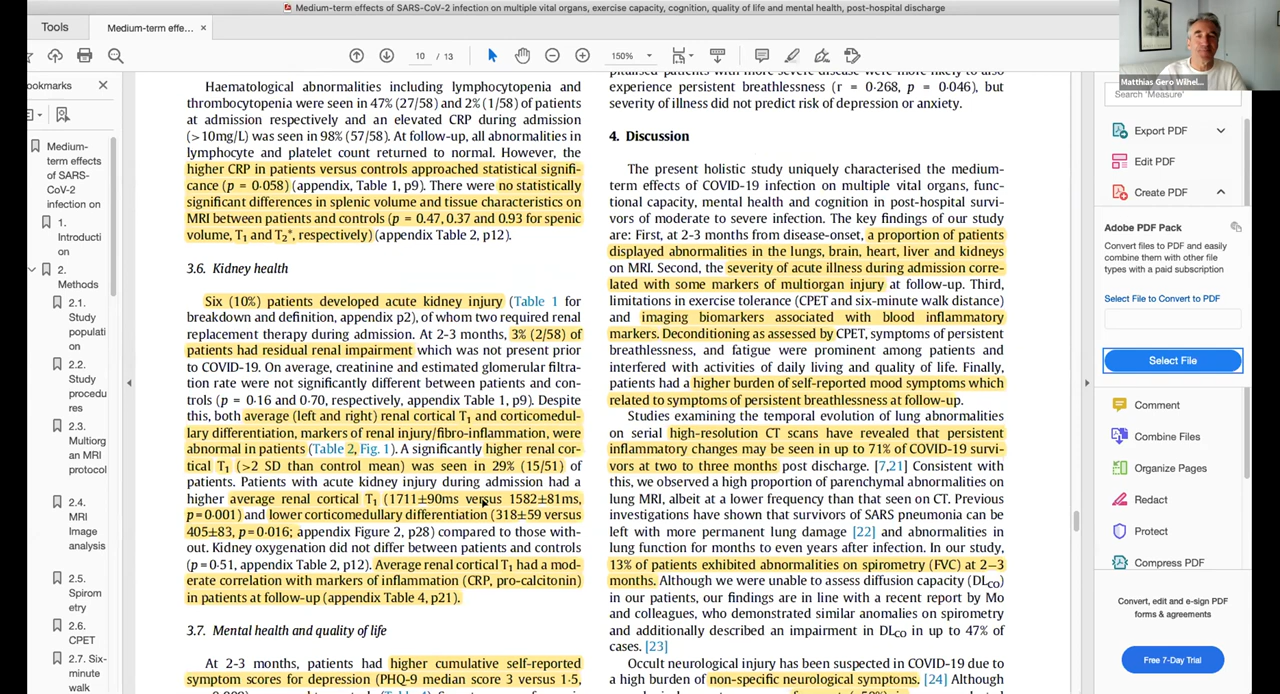 Medium-term effects of SARS-CoV-2 infection on multiple vital organs, exercise capacity, cognition, quality of life and mental health, post-hospital discharge
Tools
Medium-term effe... ×
10 / 13
150%
Matthias Gero Wilhel...
ookmarks
Medium-
term effects
of SARS-
CoV-2
infection on
1.
Introducti
on
2.
Methods
2.1.
Study
populati
on
2.2.
Study
procedu
res
2.3.
Multiorg
an MRI
protocol
2.4.
MRI
Image
analysis
2.5.
Spirom
etry
2.6.
CPET
2.7. Six-
minute
walk
Haematological abnormalities including lymphocytopenia and
thrombocytopenia were seen in 47% (27/58) and 2% (1/58) of patients
at admission respectively and an elevated CRP during admission
(>10mg/L) was seen in 98% (57/58). At follow-up, all abnormalities in
lymphocyte and platelet count returned to normal. However, the
higher CRP in patients versus controls approached statistical signifi-
cance (p = 0·058) (appendix, Table 1, p9). There were no statistically
significant differences in splenic volume and tissue characteristics on
MRI between patients and controls (p = 0.47, 0.37 and 0.93 for spenic
volume, T1 and T2*, respectively) (appendix Table 2, p12).
3.6. Kidney health
Six (10%) patients developed acute kidney injury (Table 1 for
breakdown and definition, appendix p2), of whom two required renal
replacement therapy during admission. At 2-3 months, 3% (2/58) of
patients had residual renal impairment which was not present prior
to COVID-19. On average, creatinine and estimated glomerular filtra-
tion rate were not significantly different between patients and con-
trols (p = 0·16 and 0·70, respectively, appendix Table 1, p9). Despite
this, both average (left and right) renal cortical T1 and corticomedul-
lary differentiation, markers of renal injury/fibro-inflammation, were
abnormal in patients (Table 2, Fig. 1). A significantly higher renal cor-
tical T1 (>2 SD than control mean) was seen in 29% (15/51) of
patients. Patients with acute kidney injury during admission had a
higher average renal cortical T1 (1711±90ms versus 1582±81ms,
p=0·001) and lower corticomedullary differentiation (318±59 versus
405±83, p=0·016; appendix Figure 2, p28) compared to those with-
out. Kidney oxygenation did not differ between patients and controls
(p=0·51, appendix Table 2, p12). Average renal cortical T1 had a mod-
erate correlation with markers of inflammation (CRP, pro-calcitonin)
in patients at follow-up (appendix Table 4, p21).
3.7. Mental health and quality of life
At 2-3 months, patients had higher cumulative self-reported
symptom scores for depression (PHQ-9 median score 3 versus 1·5,
experience persistent breathlessness (r = 0·268, p = 0·046), but
severity of illness did not predict risk of depression or anxiety.
4. Discussion
The present holistic study uniquely characterised the medium-
term effects of COVID-19 infection on multiple vital organs, func-
tional capacity, mental health and cognition in post-hospital survi-
vors of moderate to severe infection. The key findings of our study
are: First, at 2-3 months from disease-onset, a proportion of patients
displayed abnormalities in the lungs, brain, heart, liver and kidneys
on MRI. Second, the severity of acute illness during admission corre-
lated with some markers of multiorgan injury at follow-up. Third,
limitations in exercise tolerance (CPET and six-minute walk distance)
and imaging biomarkers associated with blood inflammatory
markers. Deconditioning as assessed by CPET, symptoms of persistent
breathlessness, and fatigue were prominent among patients and
interfered with activities of daily living and quality of life. Finally,
patients had a higher burden of self-reported mood symptoms which
related to symptoms of persistent breathlessness at follow-up.
Studies examining the temporal evolution of lung abnormalities
on serial high-resolution CT scans have revealed that persistent
inflammatory changes may be seen in up to 71% of COVID-19 survi-
vors at two to three months post discharge. [7,21] Consistent with
this, we observed a high proportion of parenchymal abnormalities on
lung MRI, albeit at a lower frequency than that seen on CT. Previous
investigations have shown that survivors of SARS pneumonia can be
left with more permanent lung damage [22] and abnormalities in
lung function for months to even years after infection. In our study,
13% of patients exhibited abnormalities on spirometry (FVC) at 2–3
months. Although we were unable to assess diffusion capacity (DLCO)
in our patients, our findings are in line with a recent report by Mo
and colleagues, who demonstrated similar anomalies on spirometry
and additionally described an impairment in DLCO in up to 47% of
cases. [23]
Occult neurological injury has been suspected in COVID-19 due to
a high burden of non-specific neurological symptoms. [24] Although
Search 'Measure'
Export PDF
Edit PDF
Create PDF
Adobe PDF Pack
Convert files to PDF and easily
combine them with other file
types with a paid subscription
Select File to Convert to PDF
Select File
Comment
Combine Files
Organize Pages
Redact
Protect
Compress PDF
Convert, edit and e-sign PDF
forms & agreements
Free 7-Day Trial